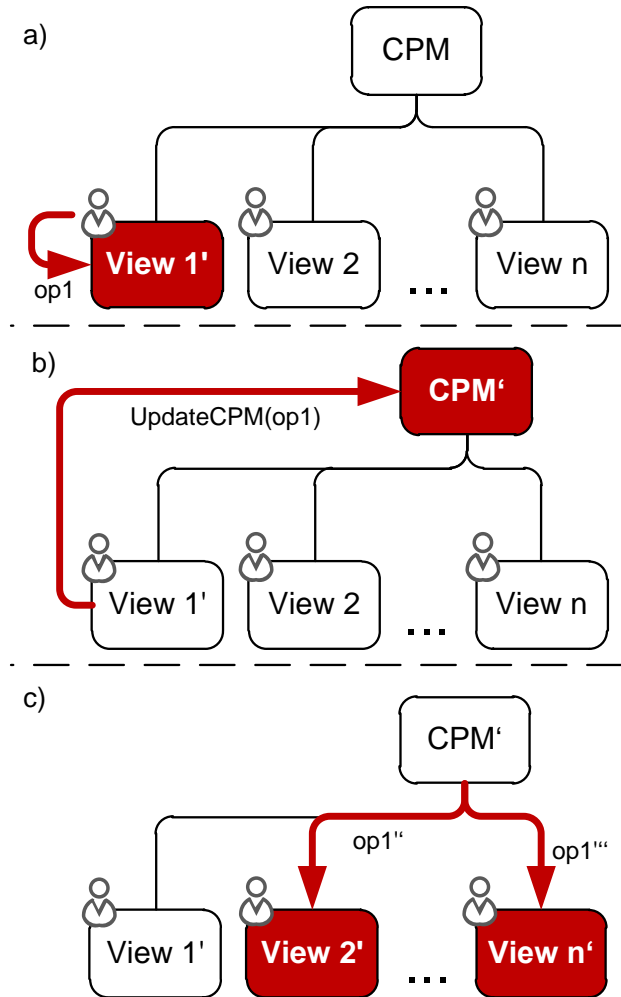 a)
CPM
View 1'
View 2
...
View n
op1
b)
CPM‘
UpdateCPM(op1)
View 1'
View 2
...
View n
c)
CPM‘
op1"
op1"‘
View 1'
View 2'
...
View n‘